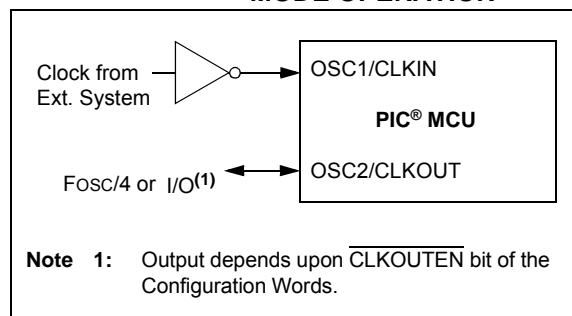 MODE OPERATION
Clock from
Ext. System
OSC1/CLKIN
PIC® MCU
FOSC/4 or I/O(1)
OSC2/CLKOUT
Note 1: Output depends upon CLKOUTEN bit of the
Configuration Words.